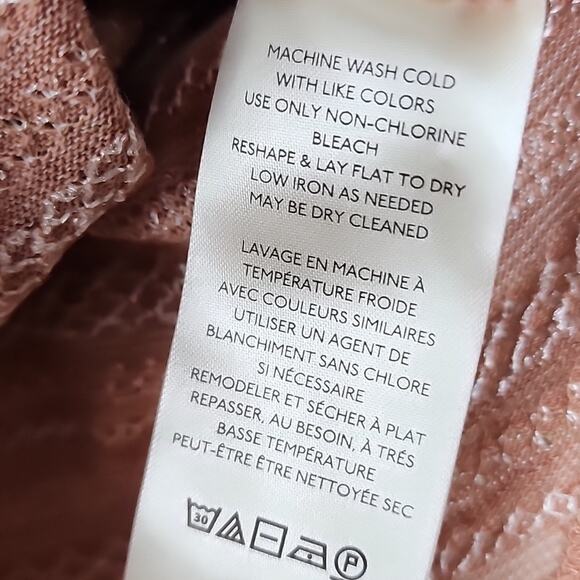 MACHINE WASH COLD
WITH LIKE COLORS
USE ONLY NON-CHLORINE
BLEACH
RESHAPE & LAY FLAT TO DRY
LOW IRON AS NEEDED
MAY BE DRY CLEANED
LAVAGE EN MACHINE À
TEMPÉRATURE FROIDE
AVEC COULEURS SIMILAIRES
UTILISER UN AGENT DE
BLANCHIMENT SANS CHLORE
SI NÉCESSAIRE
REMODELER ET SÉCHER À PLAT
REPASSER, AU BESOIN, À TRÉS
BASSE TEMPÉRATURE
PEUT-ÊTRE ÊTRE NETTOYÉE SEC
30 P